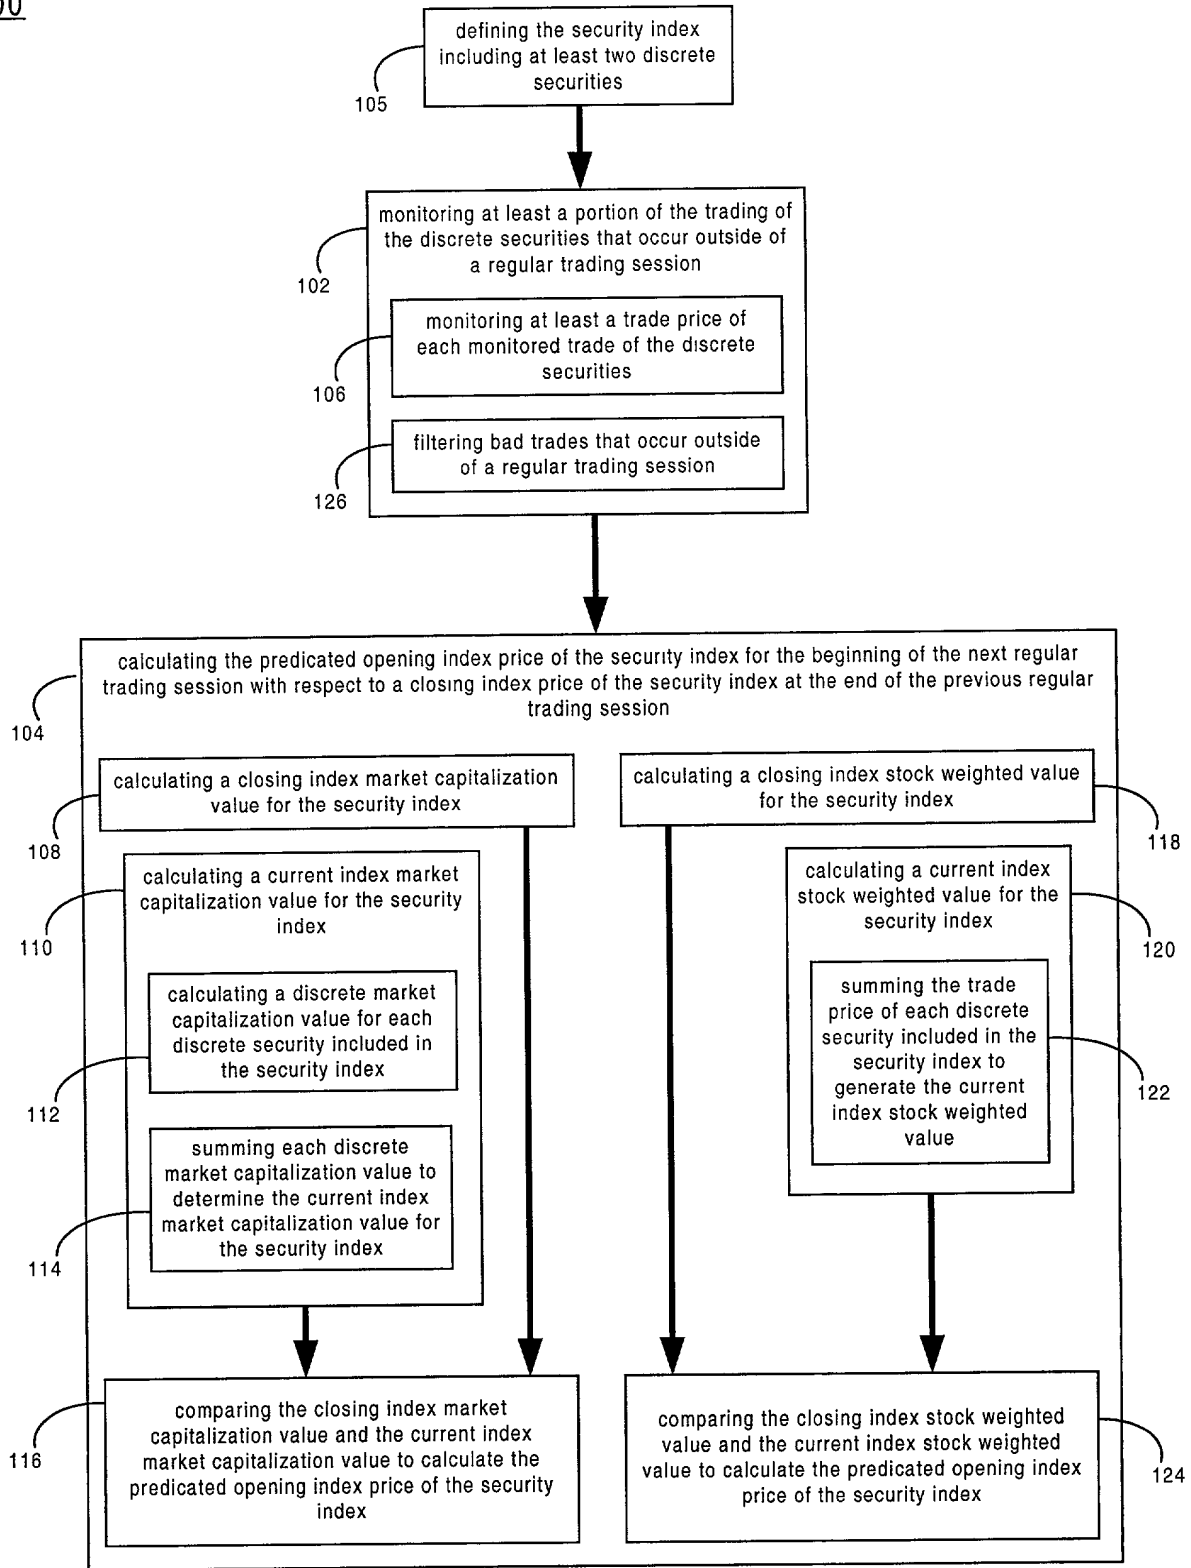 defining the security index
including at least two discrete
securities
105
monitoring at least a portion of the trading of
the discrete securities that occur outside of
a regular trading session
102
monitoring at least a trade price of
each monitored trade of the discrete
securities
106
filtering bad trades that occur outside
of a regular trading session
126
calculating the predicated opening index price of the security index for the beginning of the next regular
trading session with respect to a closing index price of the security index at the end of the previous regular
trading session
104
calculating a closing index market capitalization
value for the security index
108
calculating a closing index stock weighted value
for the security index
118
calculating a current index market
capitalization value for the security
index
110
calculating a current index
stock weighted value for the
security index
120
calculating a discrete market
capitalization value for each
discrete security included in
the security index
112
summing the trade
price of each discrete
security included in the
security index to
generate the current
index stock weighted
value
122
summing each discrete
market capitalization value to
determine the current index
market capitalization value for
the security index
114
comparing the closing index market
capitalization value and the current index
market capitalization value to calculate the
predicated opening index price of the security
index
116
comparing the closing index stock weighted
value and the current index stock weighted
value to calculate the predicated opening index
price of the security index
124